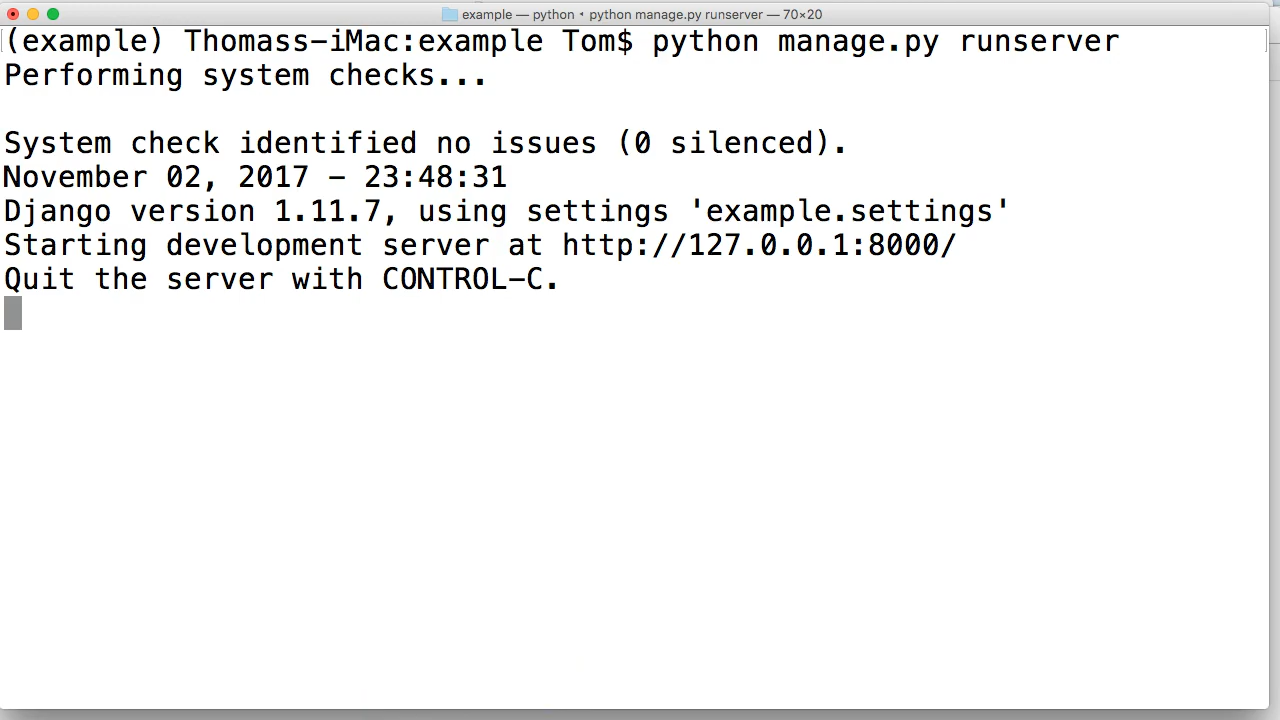 example — python • python manage.py runserver — 70×20
(example) Thomass-iMac:example Tom$ python manage.py runserver
Performing system checks...
System check identified no issues (0 silenced).
November 02, 2017 - 23:48:31
Django version 1.11.7, using settings 'example.settings'
Starting development server at http://127.0.0.1:8000/
Quit the server with CONTROL-C.